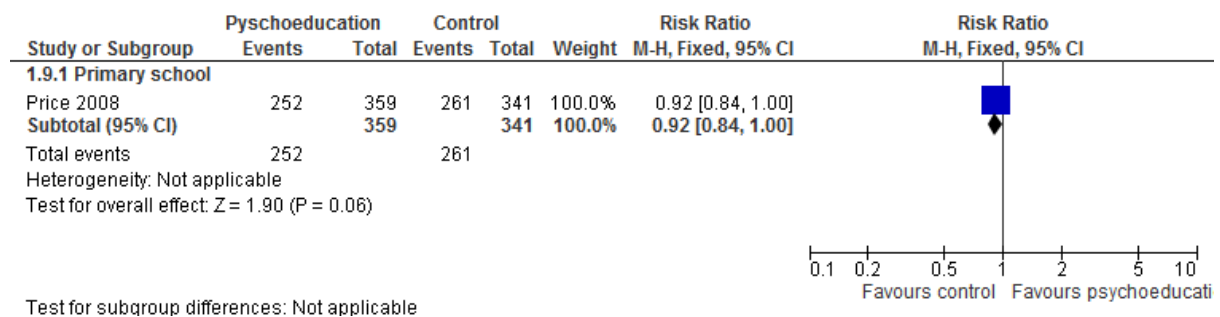 Pyschoeducation Control Risk Ratio Risk Ratio
Study or Subgroup Events Total Events Total Weight M-H, Fixed, 95% CI M-H, Fixed, 95% CI
1.9.1 Primary school
Price 2008 252 359 261 341 100.0% 0.92 [0.84, 1.00]
Subtotal (95% CI) 359 341 100.0% 0.92 [0.84, 1.00]
Total events 252 261
Heterogeneity: Not applicable
Test for overall effect: Z = 1.90 (P = 0.06)
0.1 0.2 0.5 1 2 5 10
Favours control Favours psychoeducati
Test for subgroup differences: Not applicable